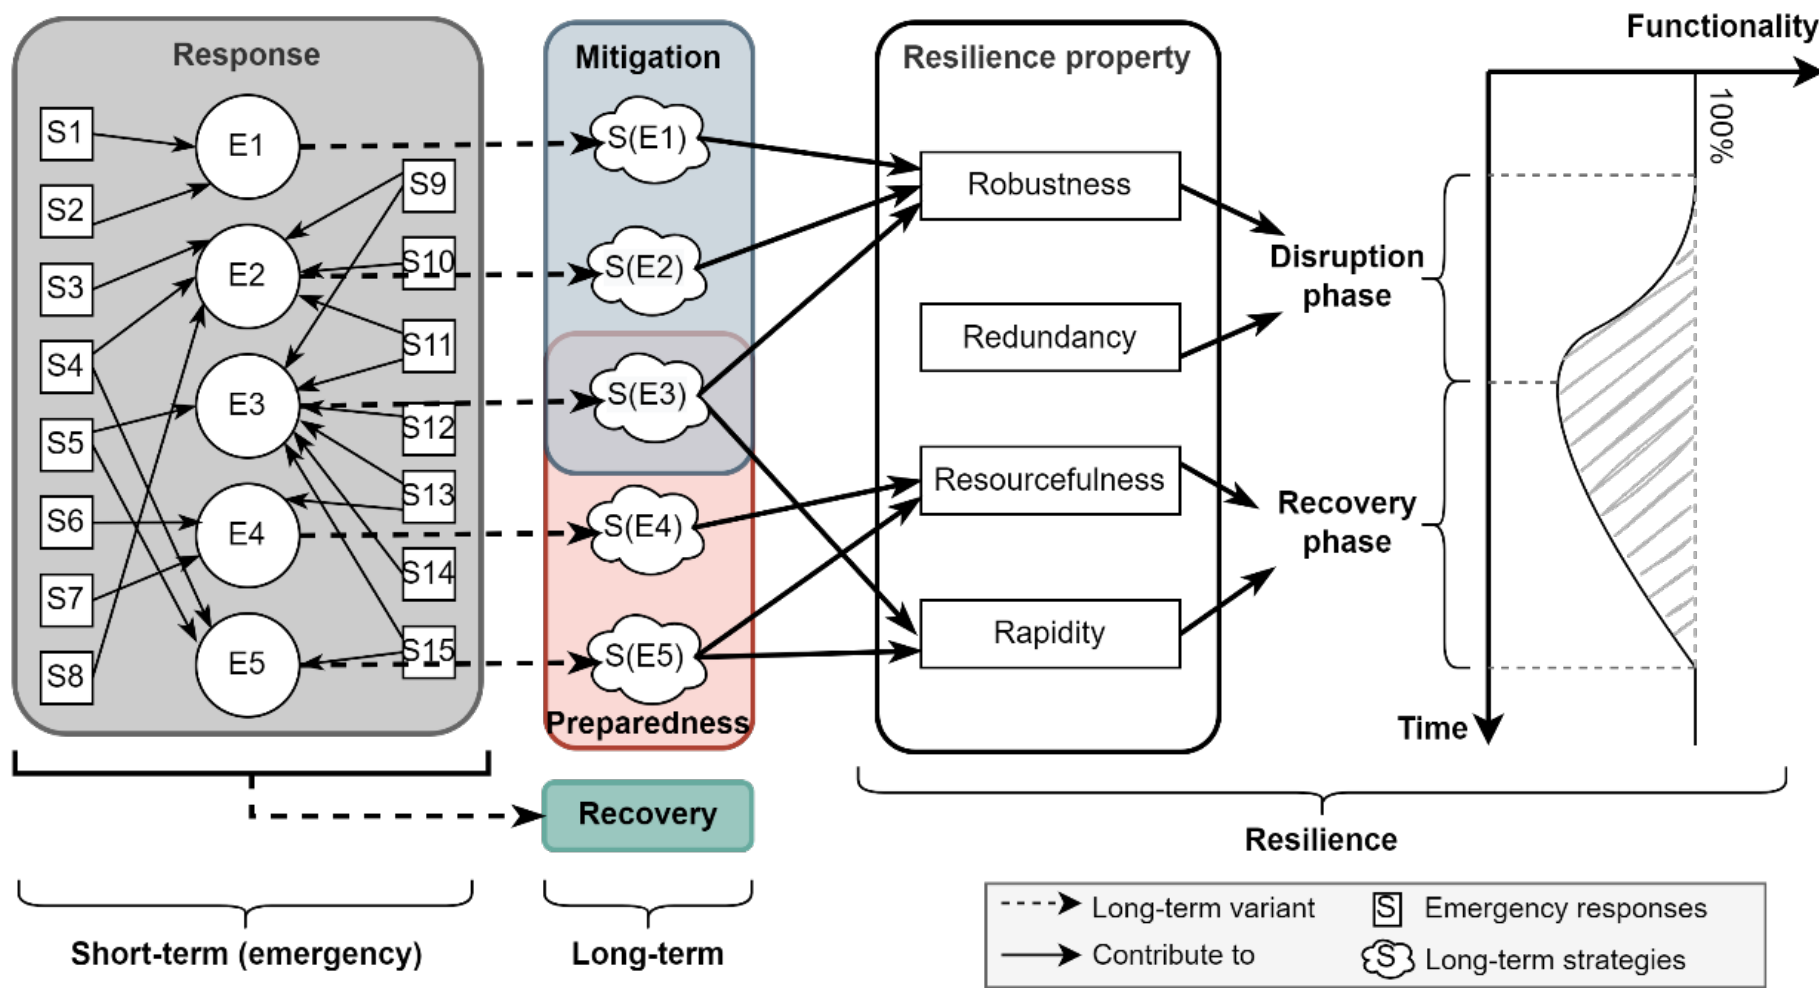 Response
S1
S2
S3
S4
S5
S6
S7
S8
E1
E2
E3
E4
E5
S9
S10
S11
S12
S13
S14
S15
Mitigation
S(E1)
S(E2)
S(E3)
S(E4)
S(E5)
Preparedness
Recovery
Resilience property
Robustness
Redundancy
Resourcefulness
Rapidity
Disruption
phase
Recovery
phase
Functionality
100%
Time
Resilience
Short-term (emergency)
Long-term
Long-term variant
S Emergency responses
Contribute to
S Long-term strategies